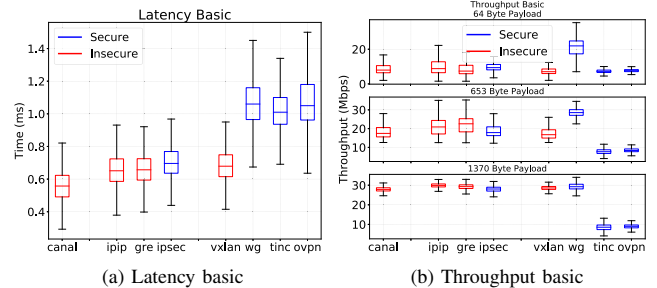 Latency Basic
Secure
Insecure
1.4
1.2
1.0
0.8
0.6
0.4
Time (ms)
canal ipip gre ipsec vxlan wg tinc ovpn
(a) Latency basic
Throughput Basic
64 Byte Payload
Secure
Insecure
20
0
653 Byte Payload
30
20
10
1370 Byte Payload
30
20
10
Throughput (Mbps)
canal ipip gre ipsec vxlan wg tinc ovpn
(b) Throughput basic